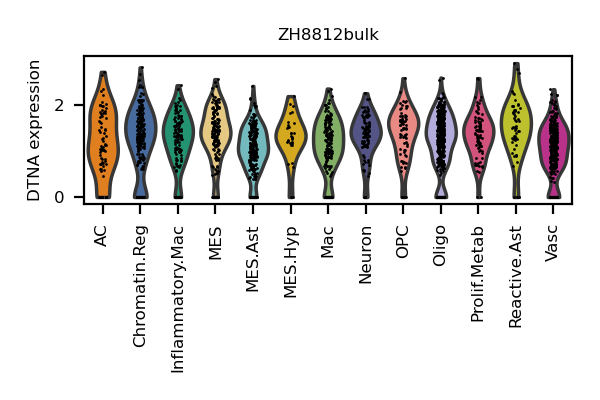 ZH8812bulk
DTNA expression
2
0
AC
Chromatin.Reg
Inflammatory.Mac
MES
MES.Ast
MES.Hyp
Mac
Neuron
OPC
Oligo
Prolif.Metab
Reactive.Ast
Vasc